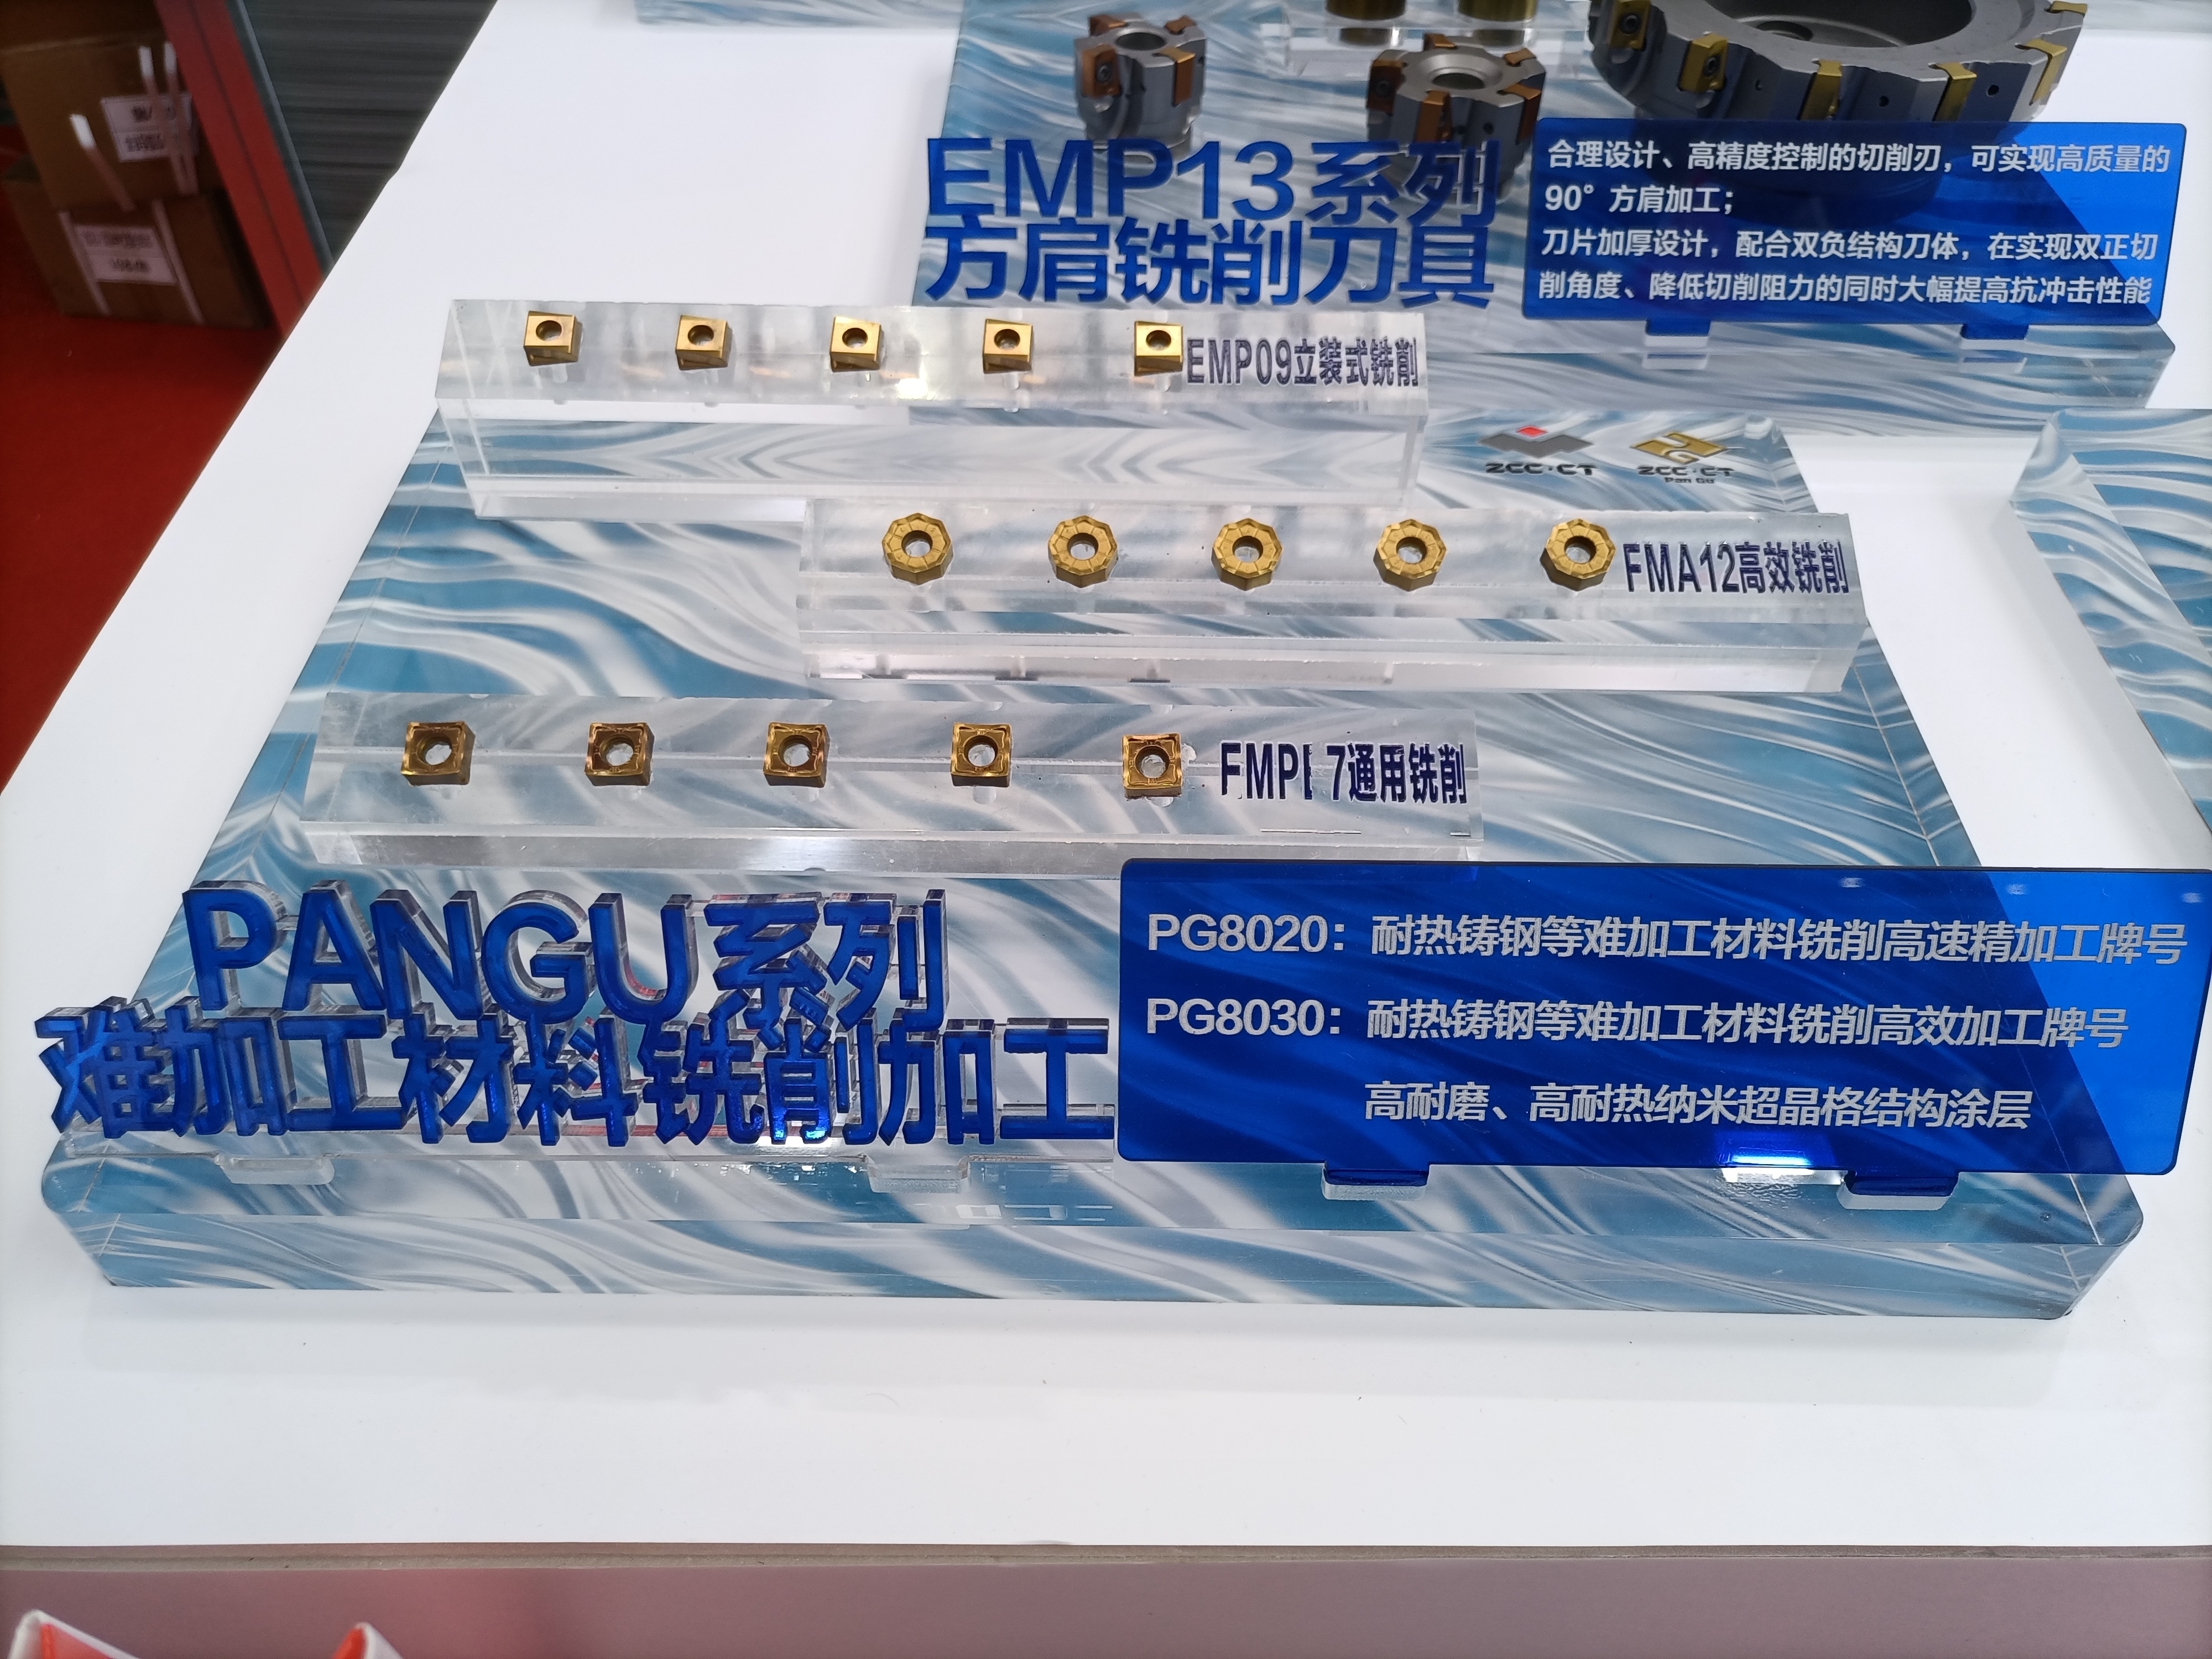 EMP13系列
方肩铣削刀具
合理设计、高精度控制的切削刃，可实现高质量的
90°方肩加工；
刀片加厚设计，配合双负结构刀体，在实现双正切
削角度、降低切削阻力的同时大幅提高抗冲击性能
EMP09立装式铣削
ZCC·CT
ZCC·CT
Pan Gu
FMA12高效铣削
7通用铣削
PANGU系列
难加工材料铣削加工
PG8020：耐热铸钢等难加工材料铣削高速精加工牌号
PG8030：耐热铸钢等难加工材料铣削高效加工牌号
高耐磨、高耐热纳米超晶格结构涂层